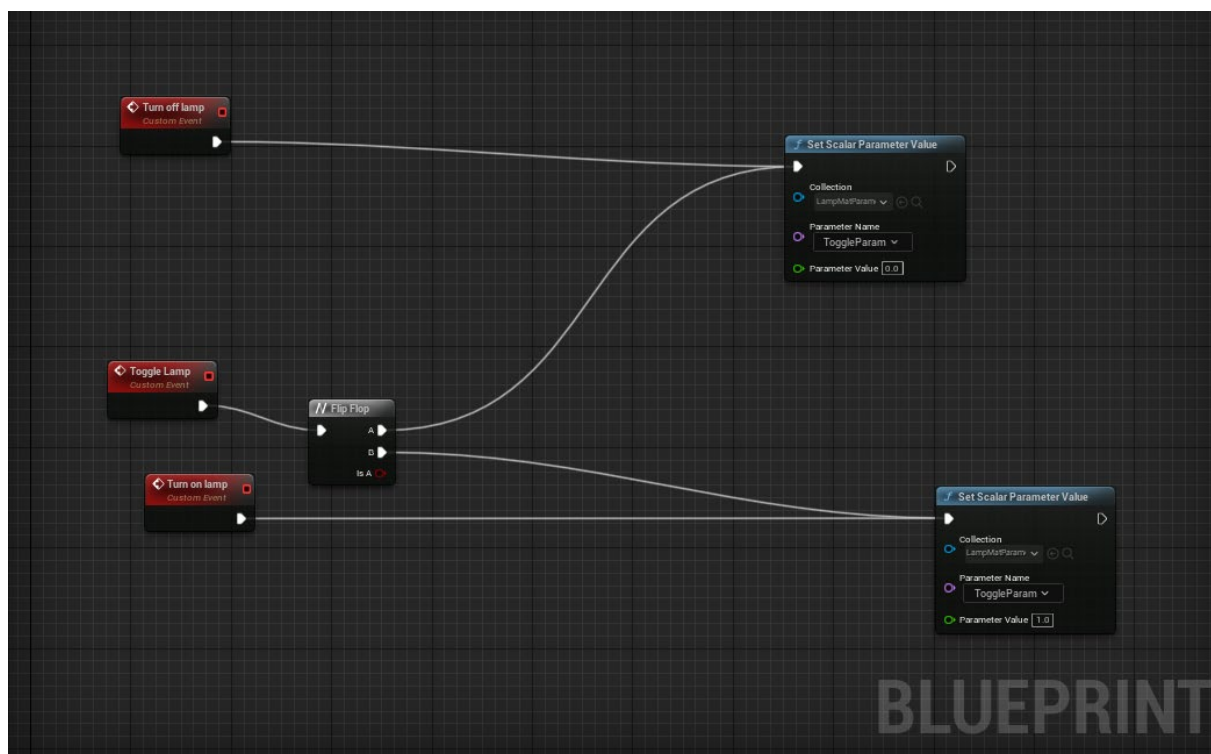 Turn off lamp
Custom Event
Set Scalar Parameter Value
Collection
LampMatParam
Parameter Name
ToggleParam
Parameter Value 0.0
Toggle Lamp
Custom Event
Flip Flop
A
B
Is A
Turn on lamp
Custom Event
Set Scalar Parameter Value
Collection
LampMatParam
Parameter Name
ToggleParam
Parameter Value 1.0
BLUEPRINT